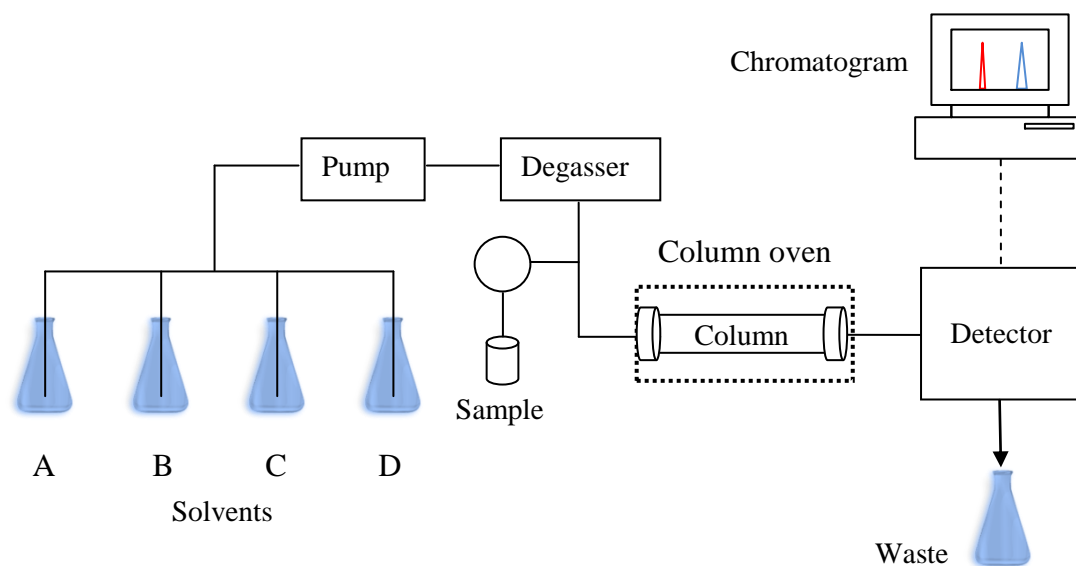 Chromatogram
Pump
Degasser
Column oven
Column
Detector
Sample
A
B
C
D
Solvents
Waste